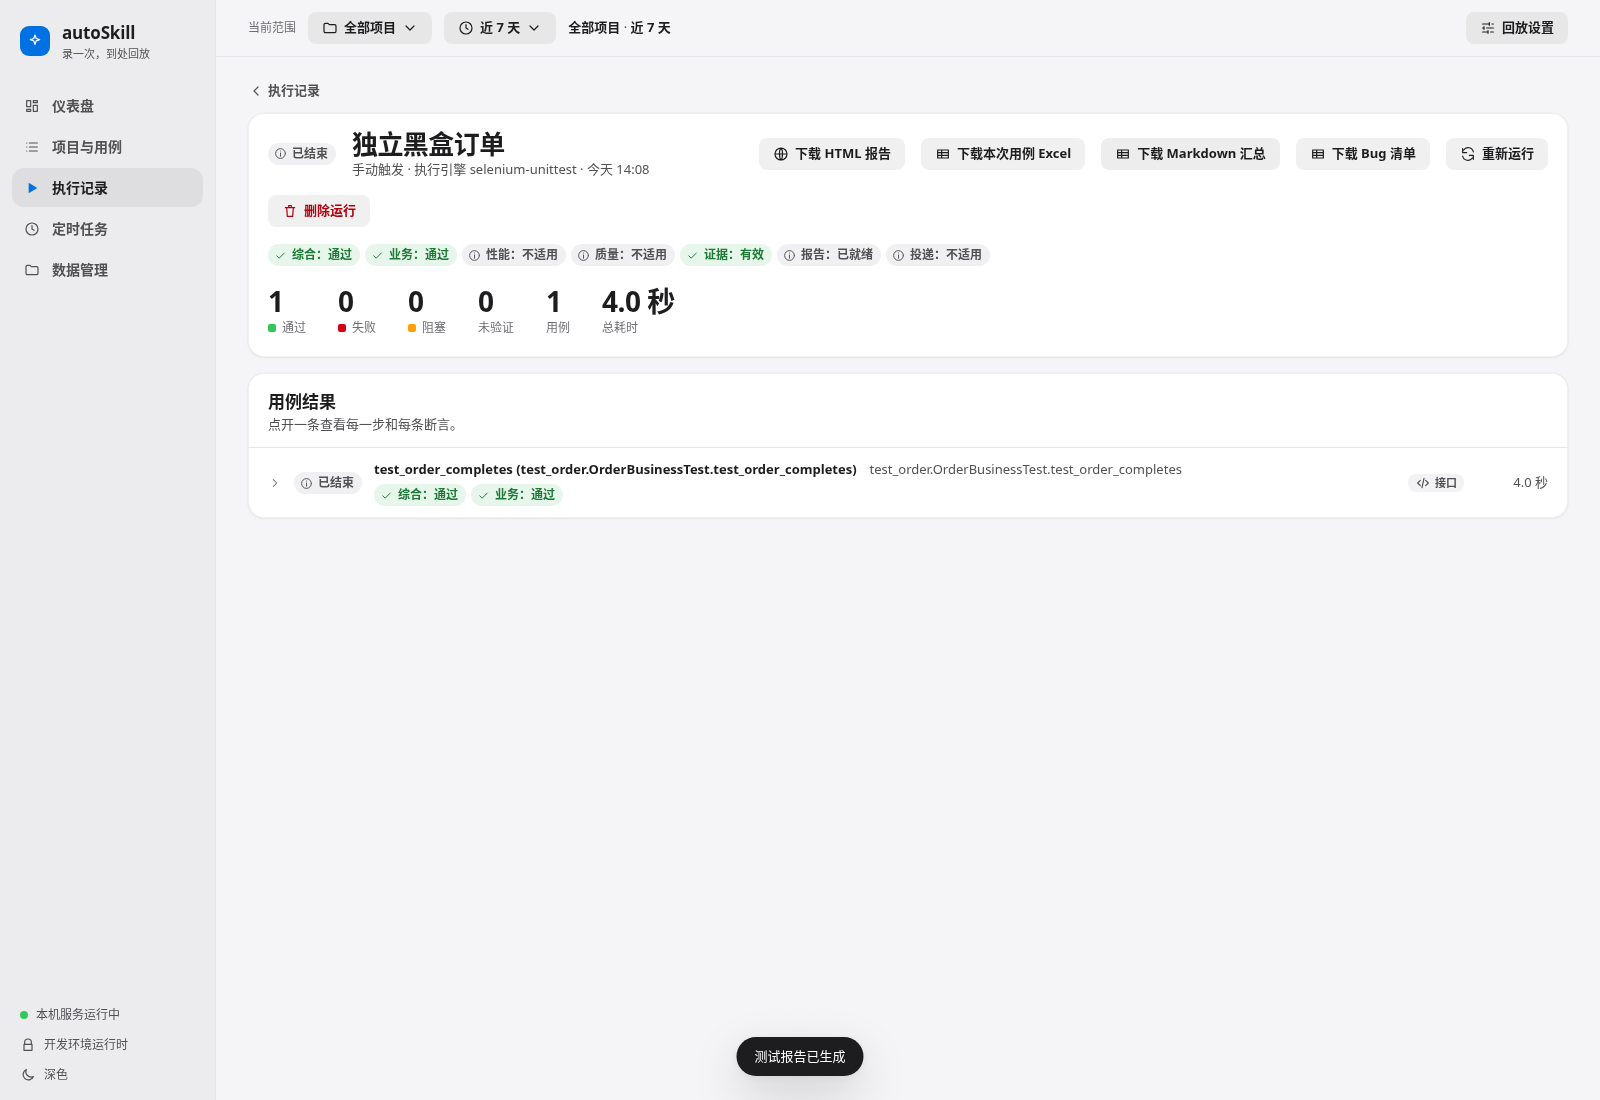 autoSkill
录一次，到处回放
仪表盘
项目与用例
执行记录
定时任务
数据管理
本机服务运行中
开发环境运行时
深色
当前范围 全部项目 近 7 天 全部项目 · 近 7 天 回放设置
执行记录
已结束 独立黑盒订单
手动触发 · 执行引擎 selenium-unittest · 今天 14:08
下载 HTML 报告 下载本次用例 Excel 下载 Markdown 汇总 下载 Bug 清单 重新运行
删除运行
综合：通过 业务：通过 性能：不适用 质量：不适用 证据：有效 报告：已就绪 投递：不适用
1 0 0 0 1 4.0 秒
通过 失败 阻塞 未验证 用例 总耗时
用例结果
点开一条查看每一步和每条断言。
已结束 test_order_completes (test_order.OrderBusinessTest.test_order_completes) test_order.OrderBusinessTest.test_order_completes 接口 4.0 秒
综合：通过 业务：通过
测试报告已生成